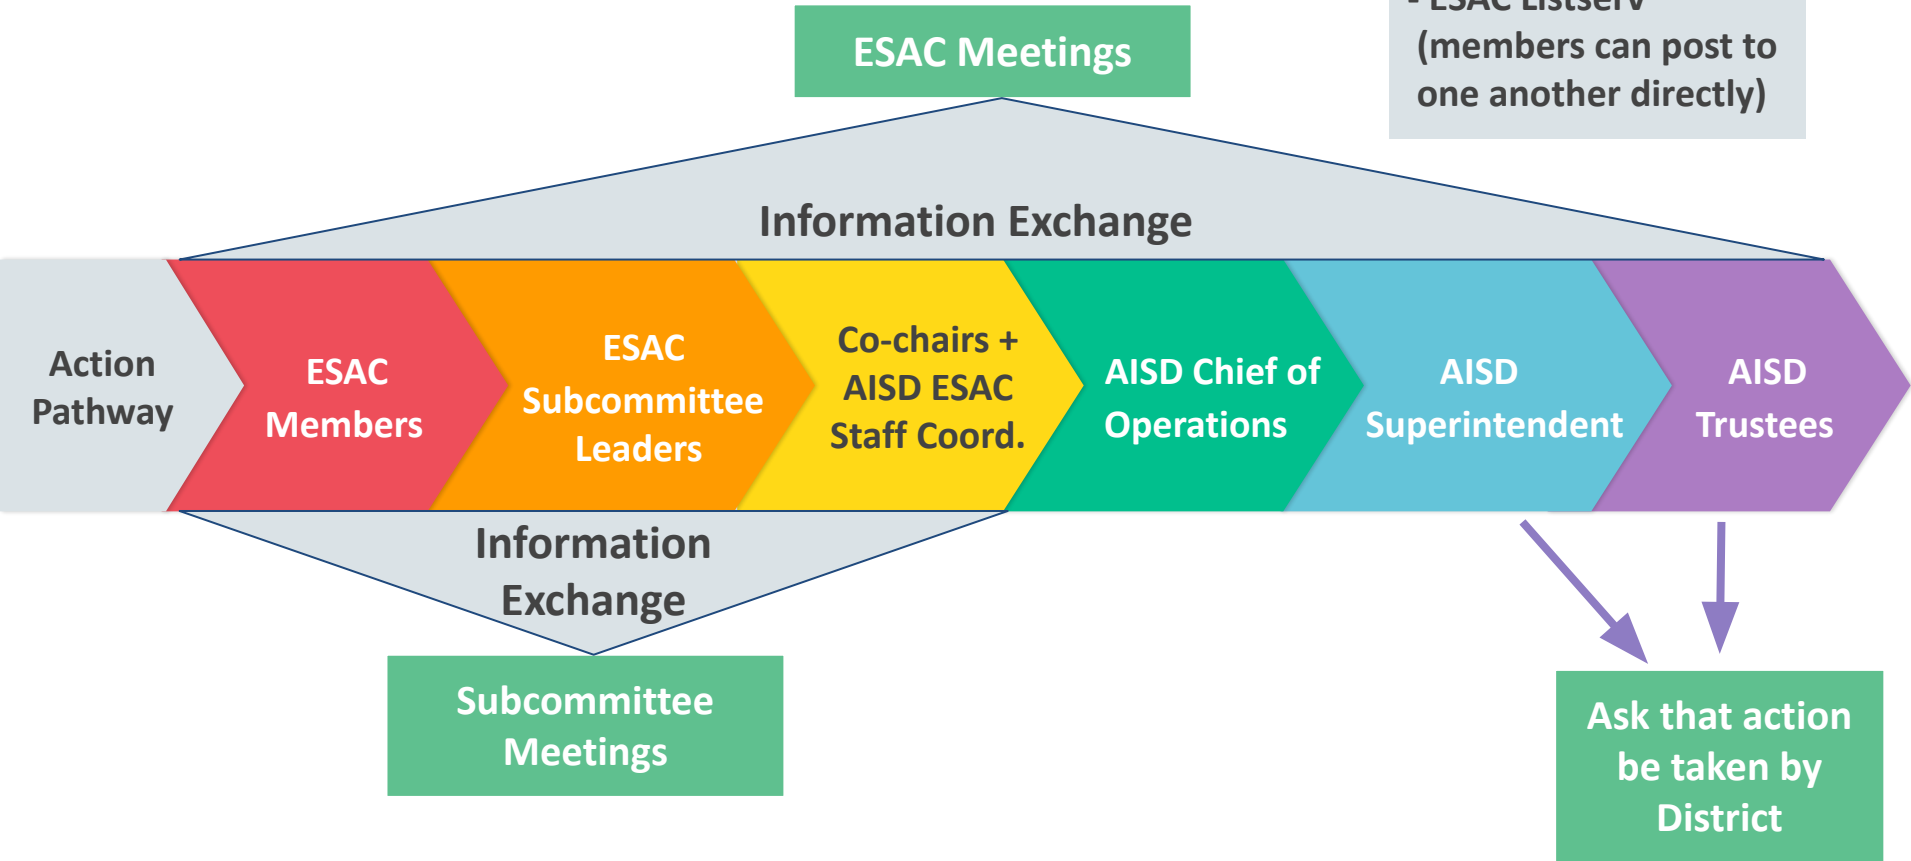 ESAC Meetings
- ESAC Listserv
(members can post to
one another directly)
Information Exchange
Action
Pathway
ESAC
Members
ESAC
Subcommittee
Leaders
Co-chairs +
AISD ESAC
Staff Coord.
AISD Chief of
Operations
AISD
Superintendent
AISD
Trustees
Information
Exchange
Subcommittee
Meetings
Ask that action
be taken by
District